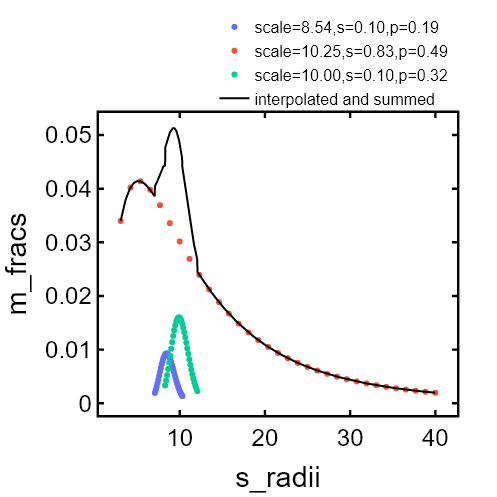 scale=8.54,s=0.10,p=0.19
scale=10.25,s=0.83,p=0.49
scale=10.00,s=0.10,p=0.32
interpolated and summed
0.05
0.04
0.03
0.02
0.01
0
m_fracs
10
20
30
40
s_radii